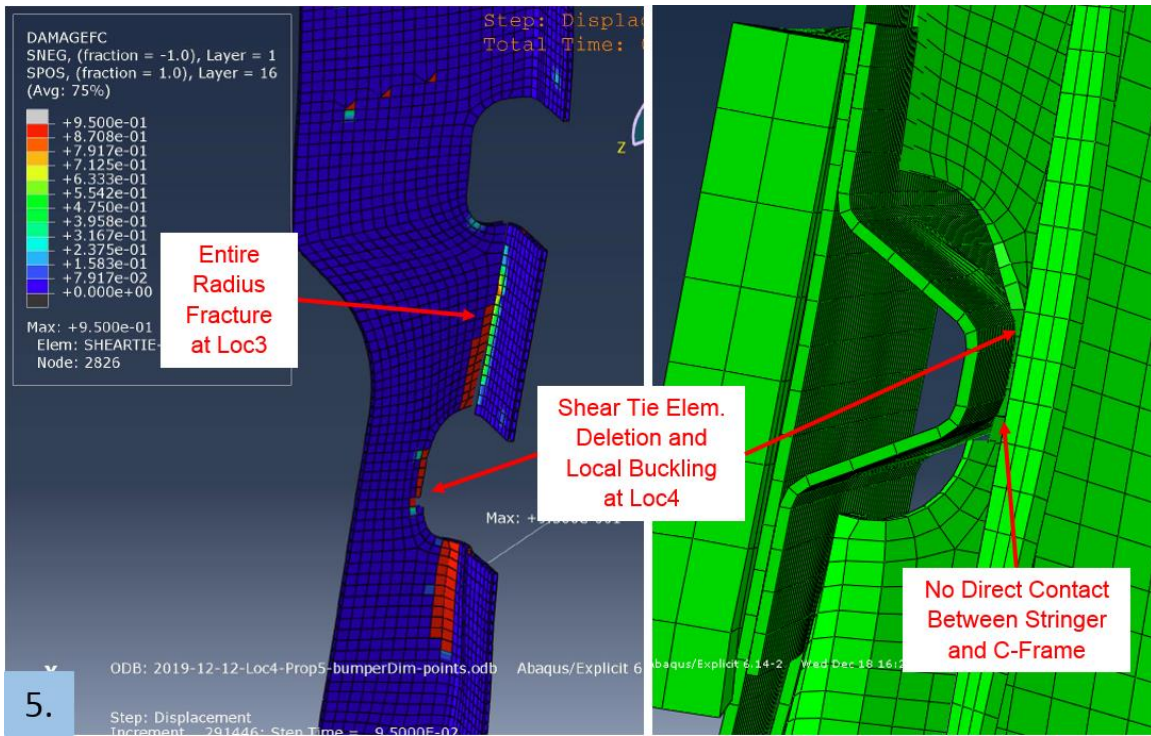 DAMAGEFC
SNEG, (fraction = -1.0), Layer = 1
SPOS, (fraction = 1.0), Layer = 16
(Avg: 75%)
+9.500e-01
+8.708e-01
+7.917e-01
+7.125e-01
+6.333e-01
+5.542e-01
+4.750e-01
+3.958e-01
+3.167e-01
+2.375e-01
+1.583e-01
+7.917e-02
+0.000e+00
Max: +9.500e-01
Elem: SHEARTIE-
Node: 2826
Step: Displac
Total Time:
Z
Entire
Radius
Fracture
at Loc3
Shear Tie Elem.
Deletion and
Local Buckling
at Loc4
No Direct Contact
Between Stringer
and C-Frame
ODB: 2019-12-12-Loc4-Prop5-bumperDim-points.odb Abaqus/Explicit 6
abaqus/Explicit 6.14-2 Wed Dec 18 16:2
5.
Step: Displacement
Increment 291446: Step Time = 9.5000E-02